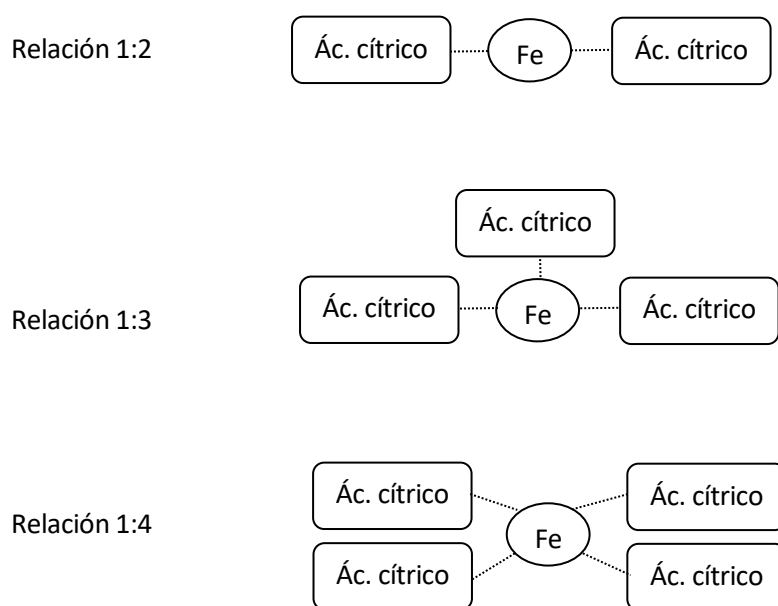 Relación 1:2
Ác. cítrico Fe Ác. cítrico
Ác. cítrico
Relación 1:3
Ác. cítrico Fe Ác. cítrico
Ác. cítrico Ác. cítrico
Relación 1:4
Fe
Ác. cítrico Ác. cítrico